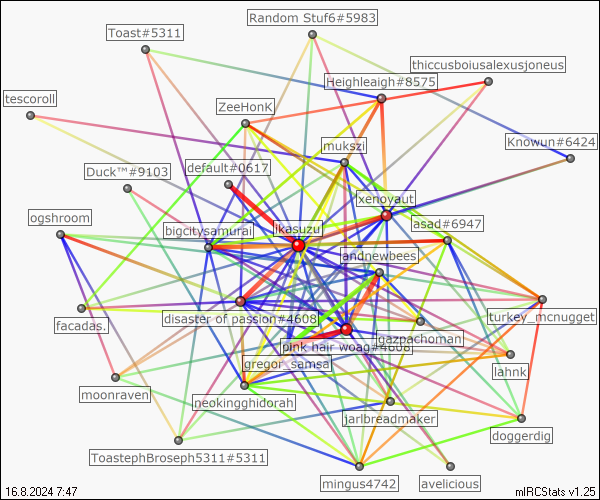 Random Stuf6#5983
Toast#5311
thiccusboiusalexusjoneus
Heighleaigh#8575
tescoroll
ZeeHonK
Knowun#6424
mukszi
Duck™#9103
default#0617
xenoyaut
ogshroom
asad#6947
bigcitysamurai
likasuzu
andnewbees
disaster of passion#4608
turkey_mcnugget
facadas.
gazpachoman
pink hair woag#4608
gregor_samsa
lahnk
moonraven
neokingghidorah
jarlbreadmaker
doggerdig
ToastephBroseph5311#5311
mingus4742
avelicious
16.8.2024 7:47
mIRCStats v1.25